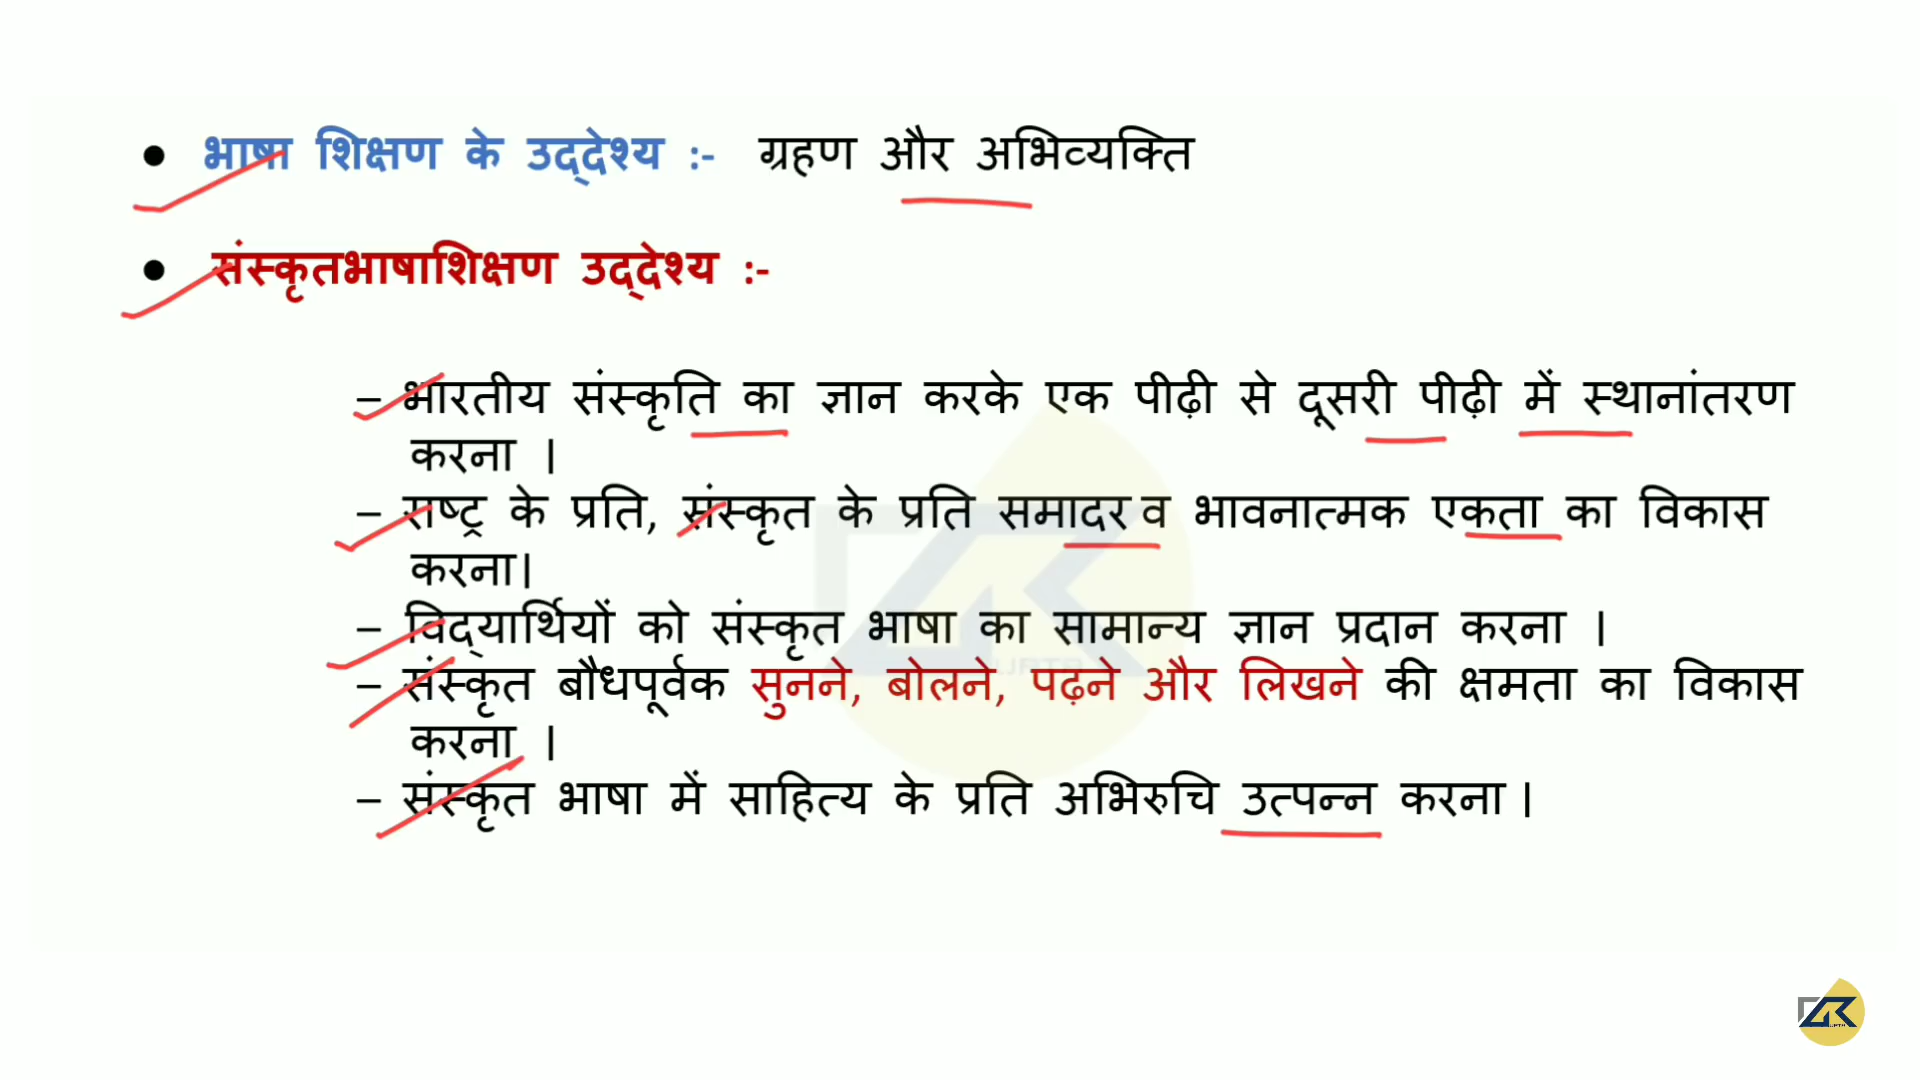 ● भाषा शिक्षण के उद्देश्य :- ग्रहण और अभिव्यक्ति
● संस्कृतभाषाशिक्षण उद्देश्य :-
– भारतीय संस्कृति का ज्ञान करके एक पीढ़ी से दूसरी पीढ़ी में स्थानांतरण
करना ।
– राष्ट्र के प्रति, संस्कृत के प्रति समादर व भावनात्मक एकता का विकास
करना।
– विद्यार्थियों को संस्कृत भाषा का सामान्य ज्ञान प्रदान करना ।
– संस्कृत बौधपूर्वक सुनने, बोलने, पढ़ने और लिखने की क्षमता का विकास
करना ।
– संस्कृत भाषा में साहित्य के प्रति अभिरुचि उत्पन्न करना ।